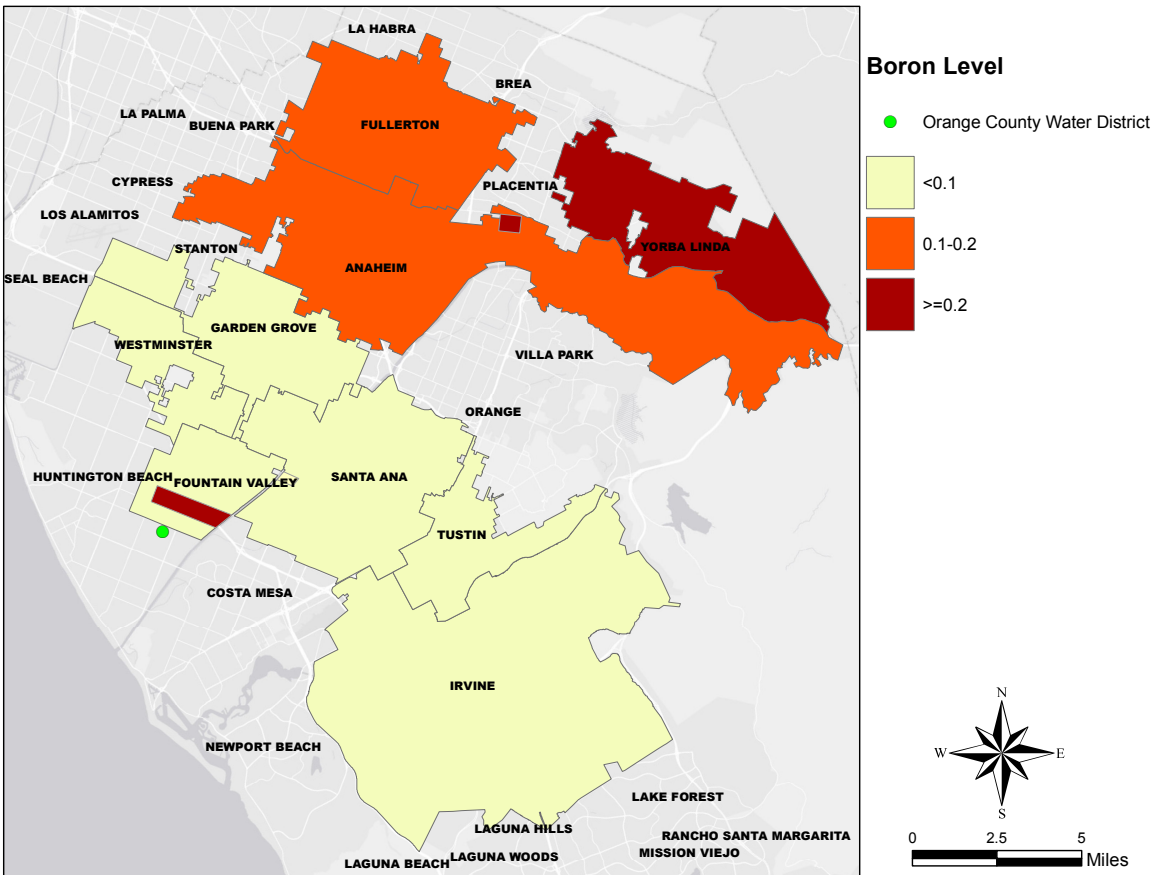 LA HABRA
BREA
LA PALMA
BUENA PARK
FULLERTON
CYPRESS
PLACENTIA
LOS ALAMITOS
STANTON
YORBA LINDA
SEAL BEACH
ANAHEIM
GARDEN GROVE
WESTMINSTER
VILLA PARK
ORANGE
HUNTINGTON BEACH
FOUNTAIN VALLEY
SANTA ANA
TUSTIN
COSTA MESA
IRVINE
NEWPORT BEACH
LAKE FOREST
LAGUNA HILLS
RANCHO SANTA MARGARITA
LAGUNA BEACH
LAGUNA WOODS
MISSION VIEJO
Boron Level
Orange County Water District
<0.1
0.1-0.2
>=0.2
N
W
E
S
0 2.5 5
Miles